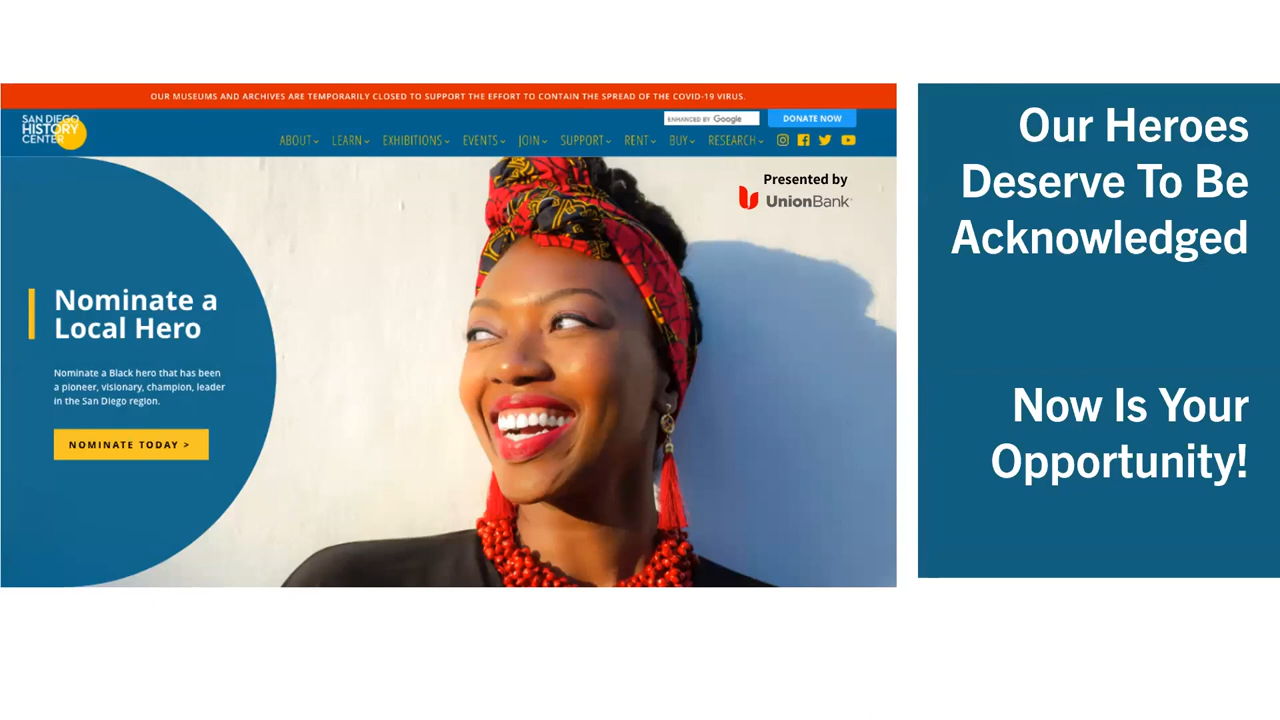 OUR MUSEUMS AND ARCHIVES ARE TEMPORARILY CLOSED TO SUPPORT THE EFFORT TO CONTAIN THE SPREAD OF THE COVID-19 VIRUS.
SAN DIEGO
HISTORY
CENTER
ENHANCED BY Google
DONATE NOW
ABOUT LEARN EXHIBITIONS EVENTS JOIN SUPPORT RENT BUY RESEARCH
Presented by
UnionBank
Nominate a
Local Hero
Nominate a Black hero that has been
a pioneer, visionary, champion, leader
in the San Diego region.
NOMINATE TODAY >
Our Heroes
Deserve To Be
Acknowledged
Now Is Your
Opportunity!